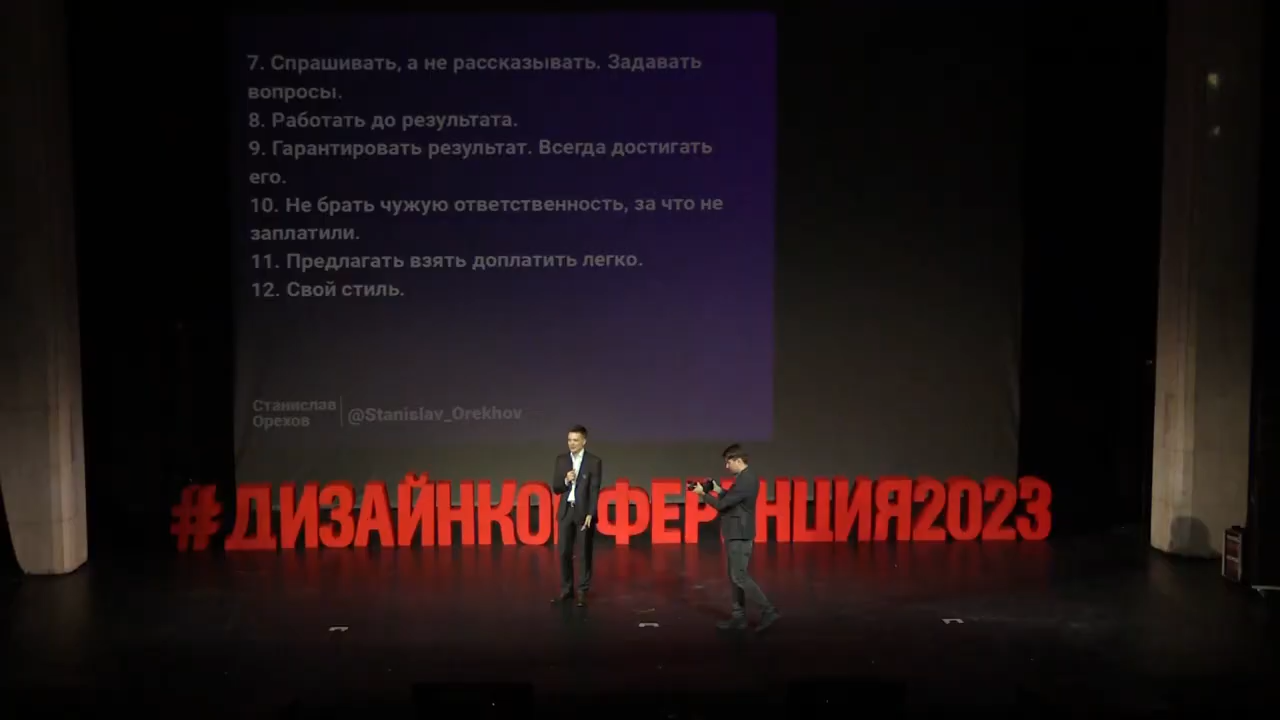 7. Спрашивать, а не рассказывать. Задавать
вопросы.
8. Работать до результата.
9. Гарантировать результат. Всегда достигать
его.
10. Не брать чужую ответственность, за что не
заплатили.
11. Предлагать взять доплатить легко.
12. Свой стиль.
Станислав
Орехов
@Stanislav_Orekhov
#ДИЗАЙНКОНФЕРЕНЦИЯ2023